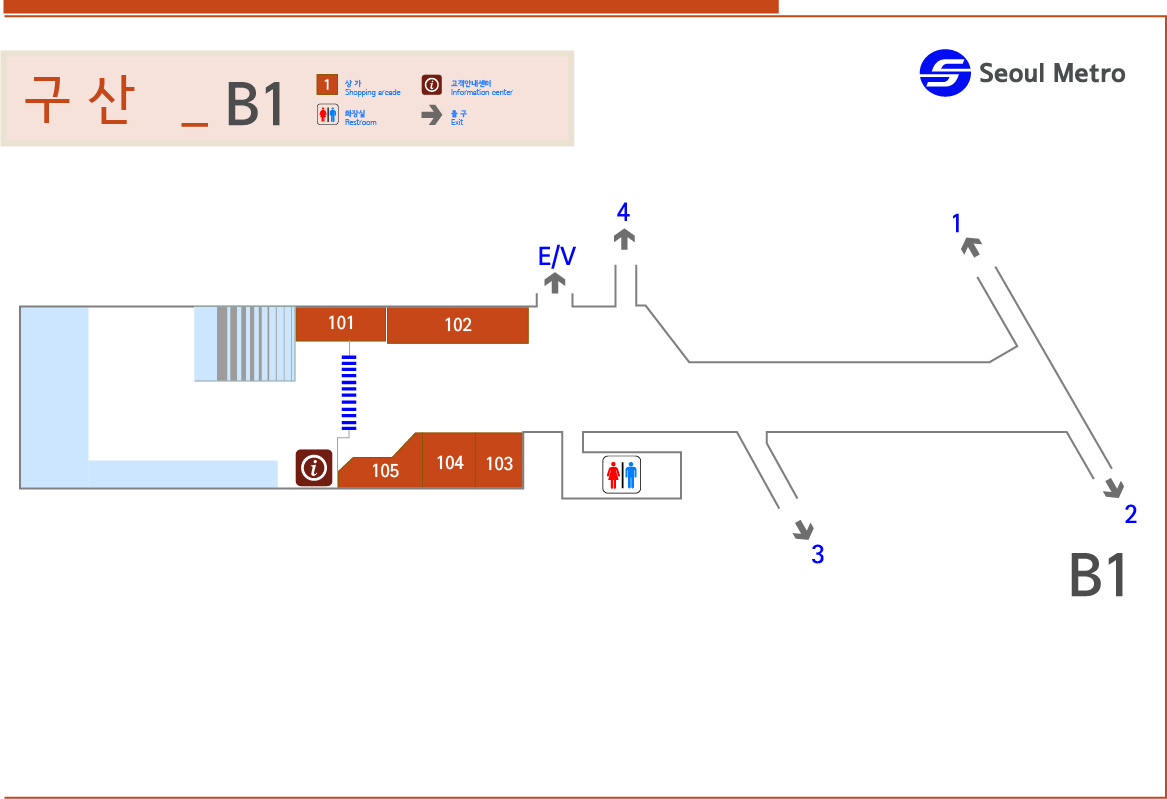 구 산 _ B1
1 상 가
Shopping arcade
고객안내센터
Information center
화장실
Restroom
출 구
Exit
Seoul Metro
4
1
E/V
101
102
105
104
103
2
3
B1